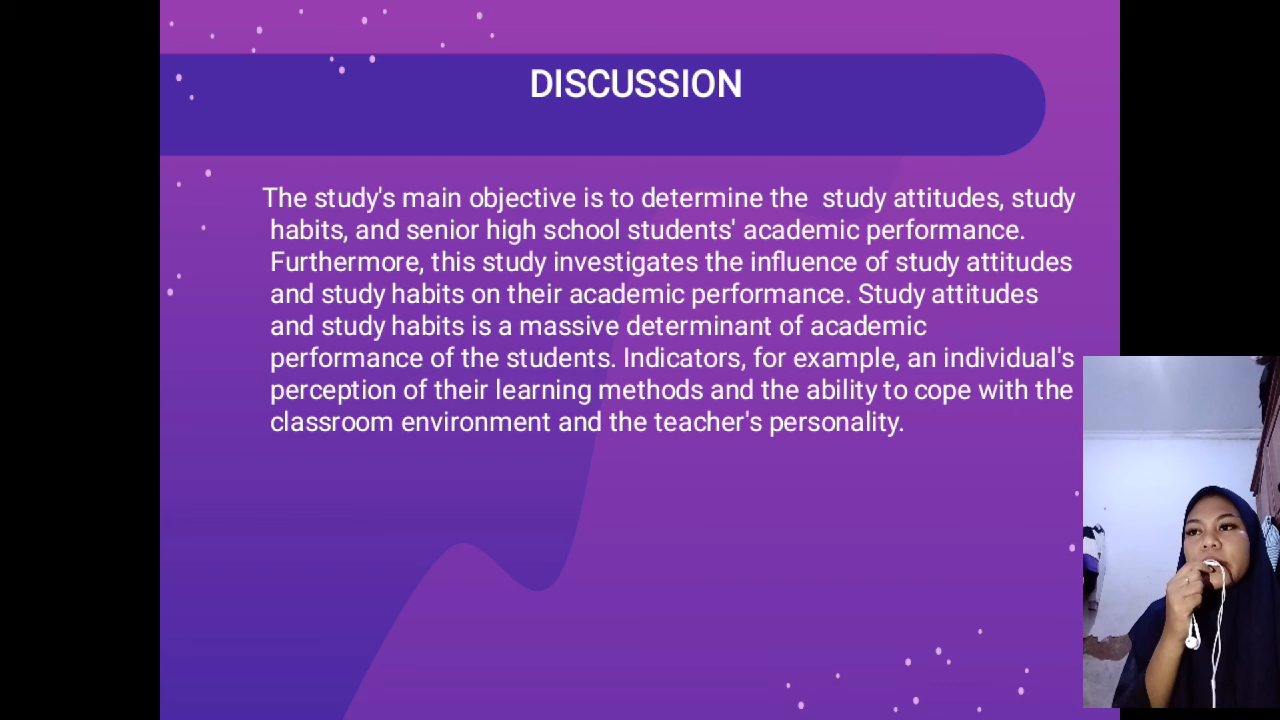 DISCUSSION
The study's main objective is to determine the  study attitudes, study
habits, and senior high school students' academic performance.
Furthermore, this study investigates the influence of study attitudes
and study habits on their academic performance. Study attitudes
and study habits is a massive determinant of academic
performance of the students. Indicators, for example, an individual's
perception of their learning methods and the ability to cope with the
classroom environment and the teacher's personality.